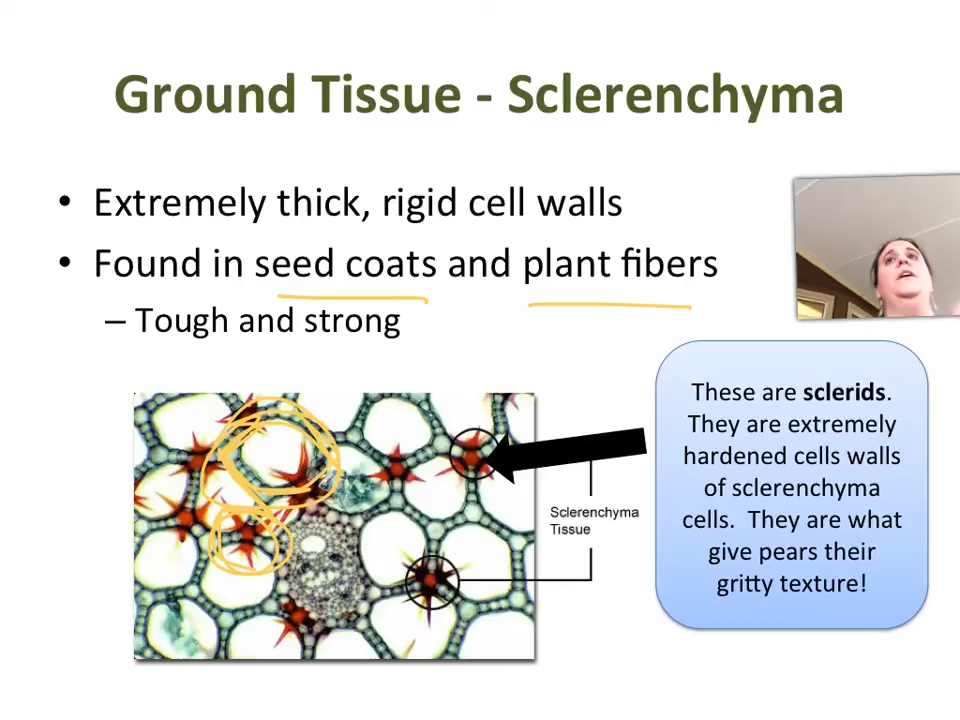 Ground Tissue - Sclerenchyma
• Extremely thick, rigid cell walls
• Found in seed coats and plant fibers
– Tough and strong
These are sclerids.
They are extremely
hardened cells walls
of sclerenchyma
cells. They are what
give pears their
gritty texture!
Sclerenchyma
Tissue